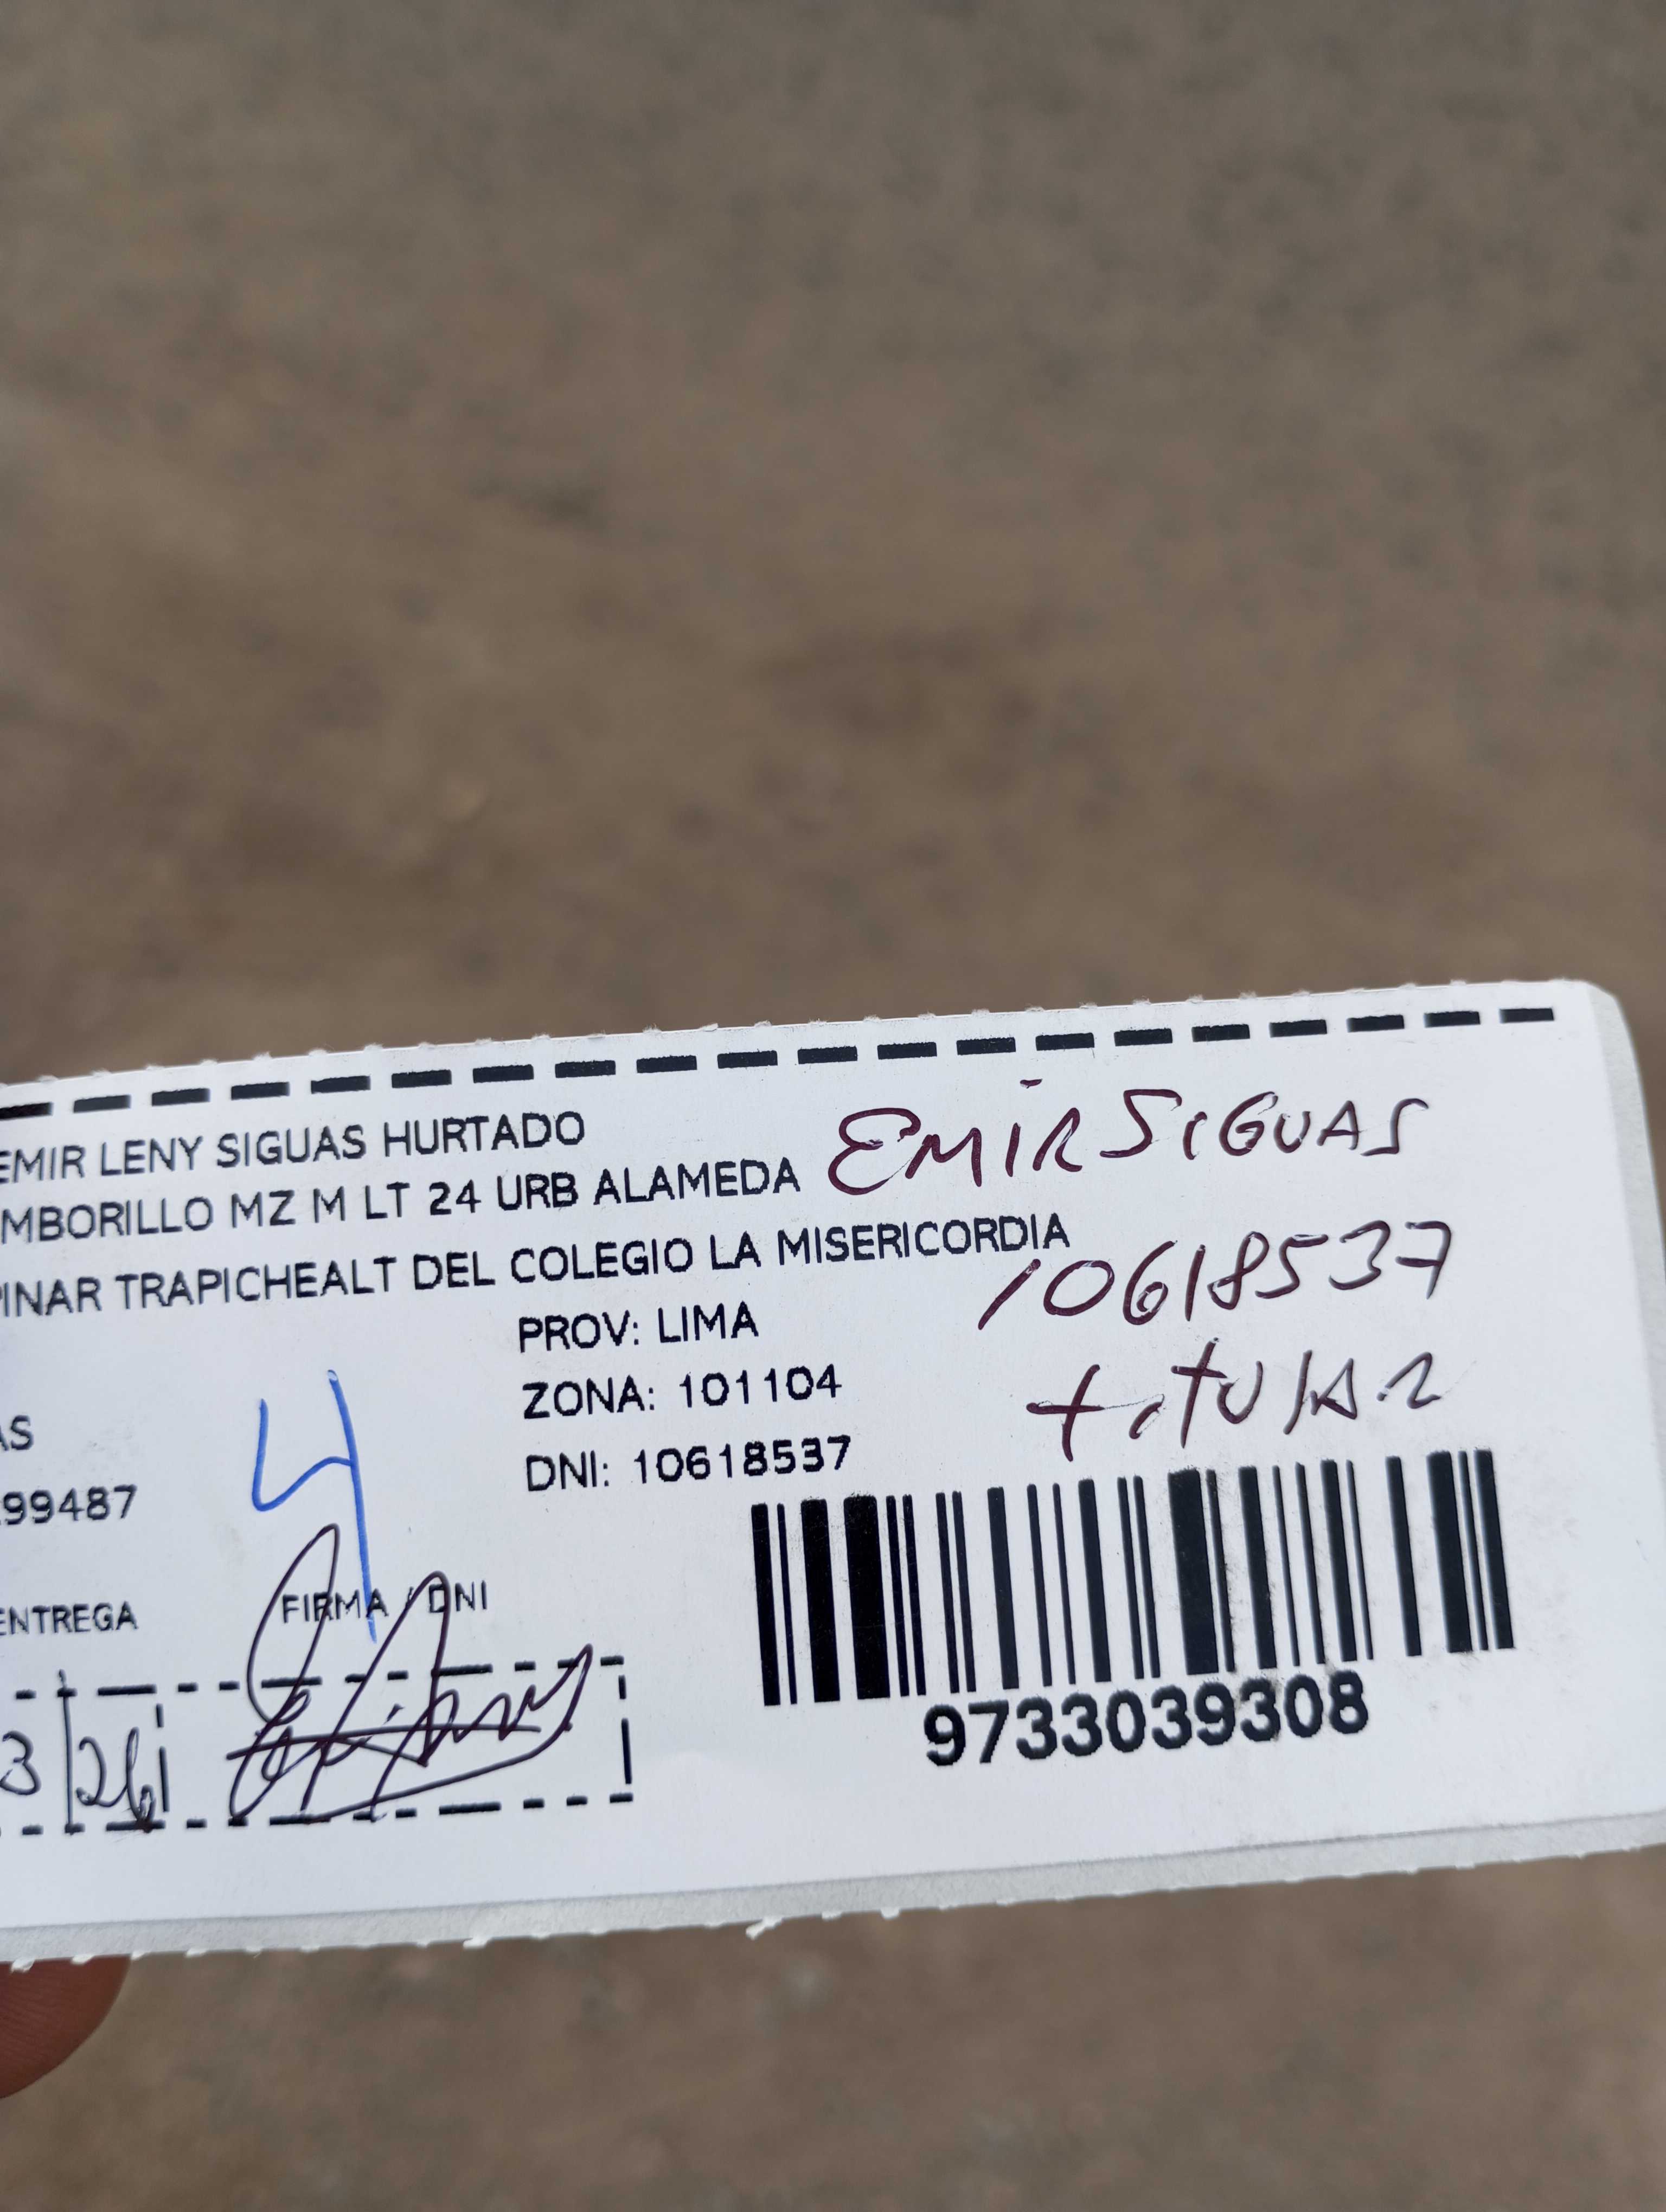 EMIR LENY SIGUAS HURTADO
EMIR SIGUAS
MBORILLO MZ M LT 24 URB ALAMEDA
PINAR TRAPICHEALT DEL COLEGIO LA MISERICORDIA
10618537
PROV: LIMA
titular
ZONA: 101104
AS
4
DNI: 10618537
99487
ENTREGA
FIRMA / DNI
3 26
9733039308